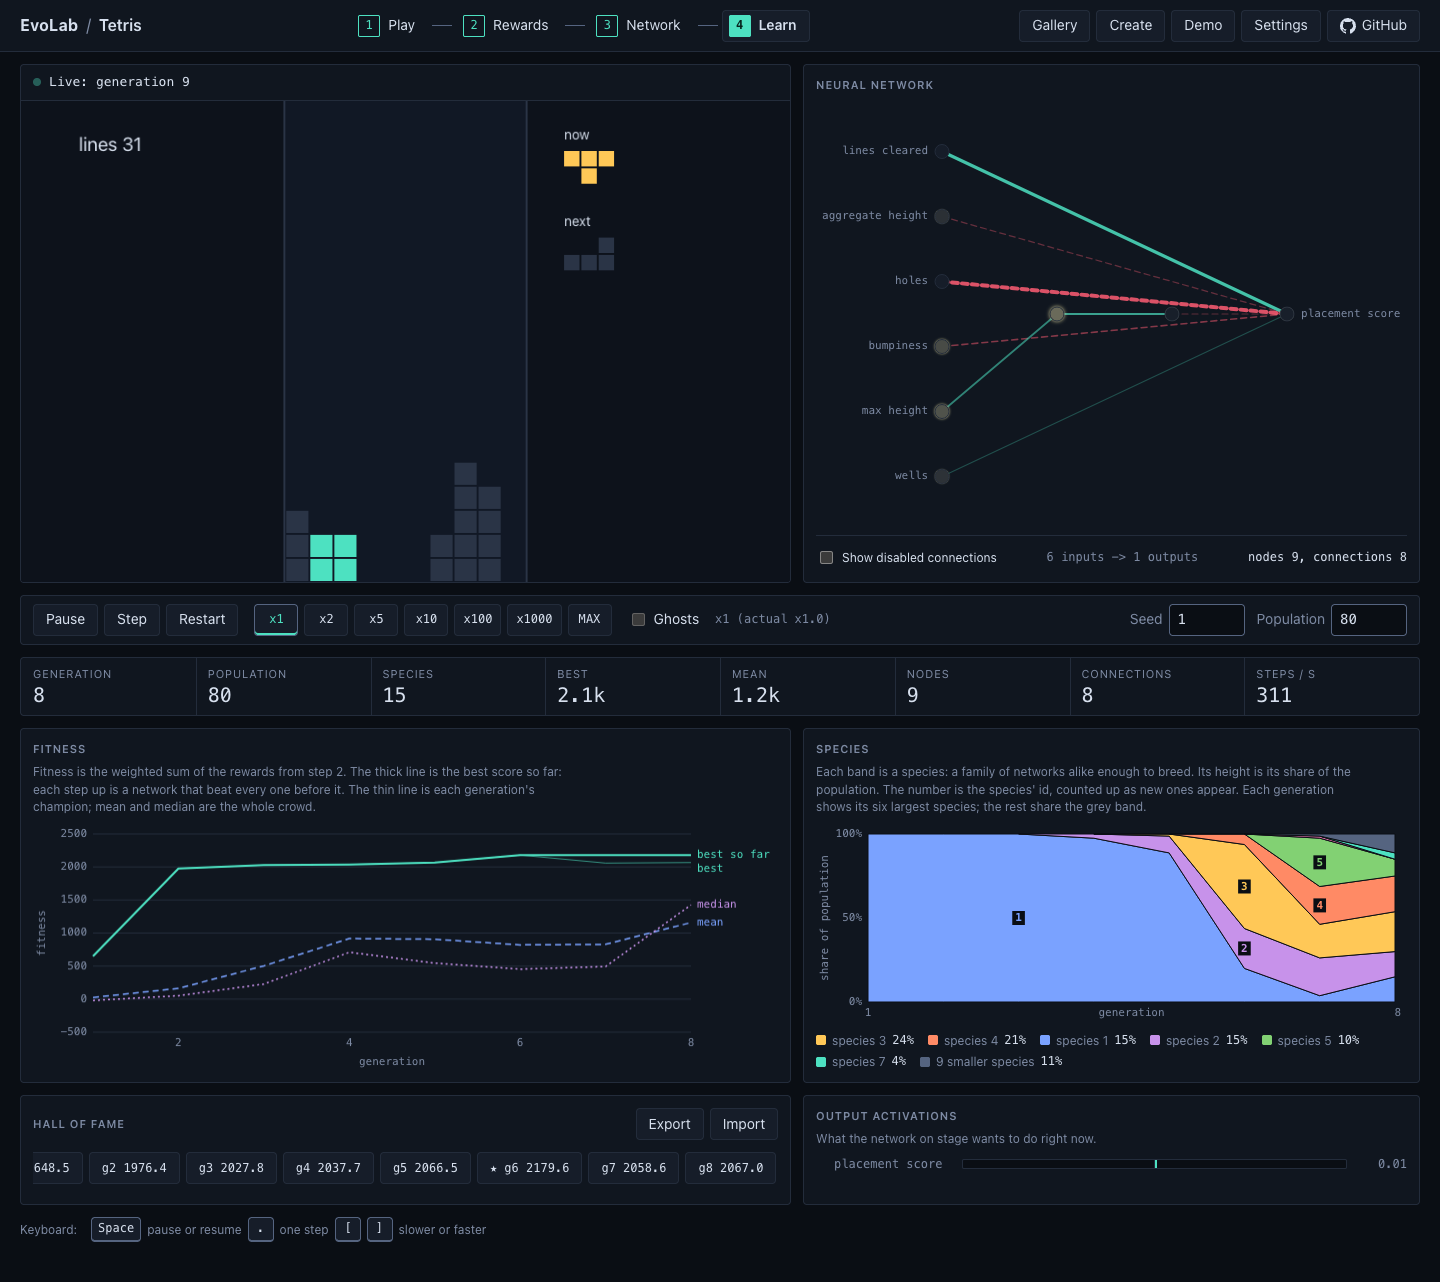 EvoLab / Tetris
1 Play
2 Rewards
3 Network
4 Learn
Gallery
Create
Demo
Settings
GitHub
Live: generation 9
lines 31
now
next
NEURAL NETWORK
lines cleared
aggregate height
holes
bumpiness
max height
wells
placement score
Show disabled connections
6 inputs -> 1 outputs
nodes 9, connections 8
Pause
Step
Restart
x1
x2
x5
x10
x100
x1000
MAX
Ghosts
x1 (actual x1.0)
Seed 1
Population 80
GENERATION
8
POPULATION
80
SPECIES
15
BEST
2.1k
MEAN
1.2k
NODES
9
CONNECTIONS
8
STEPS / S
311
FITNESS
Fitness is the weighted sum of the rewards from step 2. The thick line is the best score so far:
each step up is a network that beat every one before it. The thin line is each generation's
champion; mean and median are the whole crowd.
2500
2000
1500
1000
500
0
−500
fitness
2
4
6
8
generation
best so far
best
median
mean
SPECIES
Each band is a species: a family of networks alike enough to breed. Its height is its share of the
population. The number is the species' id, counted up as new ones appear. Each generation
shows its six largest species; the rest share the grey band.
100%
50%
0%
share of population
1
2
3
4
5
1
generation
8
species 3 24%
species 4 21%
species 1 15%
species 2 15%
species 5 10%
species 7 4%
9 smaller species 11%
HALL OF FAME
Export
Import
648.5
g2 1976.4
g3 2027.8
g4 2037.7
g5 2066.5
★ g6 2179.6
g7 2058.6
g8 2067.0
OUTPUT ACTIVATIONS
What the network on stage wants to do right now.
placement score
0.01
Keyboard: Space pause or resume . one step [ ] slower or faster